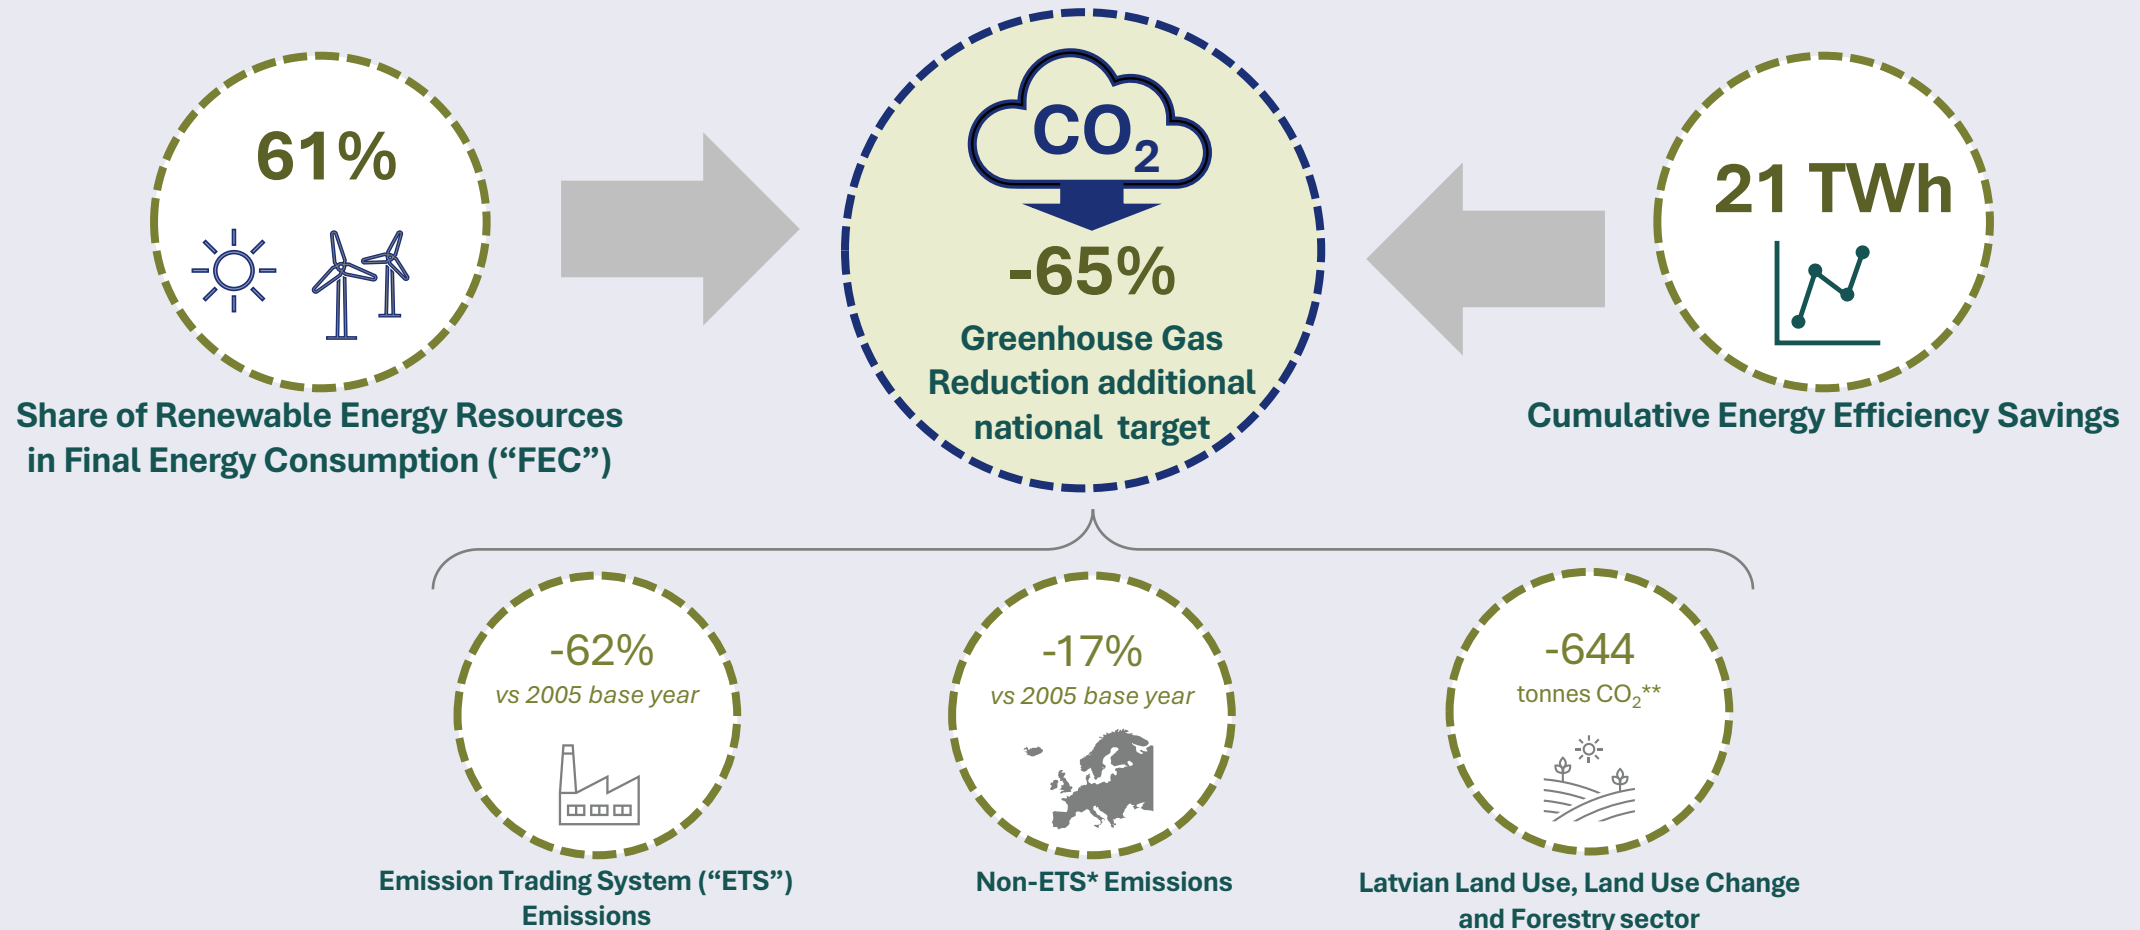 61%
Share of Renewable Energy Resources
in Final Energy Consumption (“FEC”)
CO2
-65%
Greenhouse Gas
Reduction additional
national target
21 TWh
Cumulative Energy Efficiency Savings
-62%
vs 2005 base year
Emission Trading System (“ETS”)
Emissions
-17%
vs 2005 base year
Non-ETS* Emissions
-644
tonnes CO2**
Latvian Land Use, Land Use Change
and Forestry sector